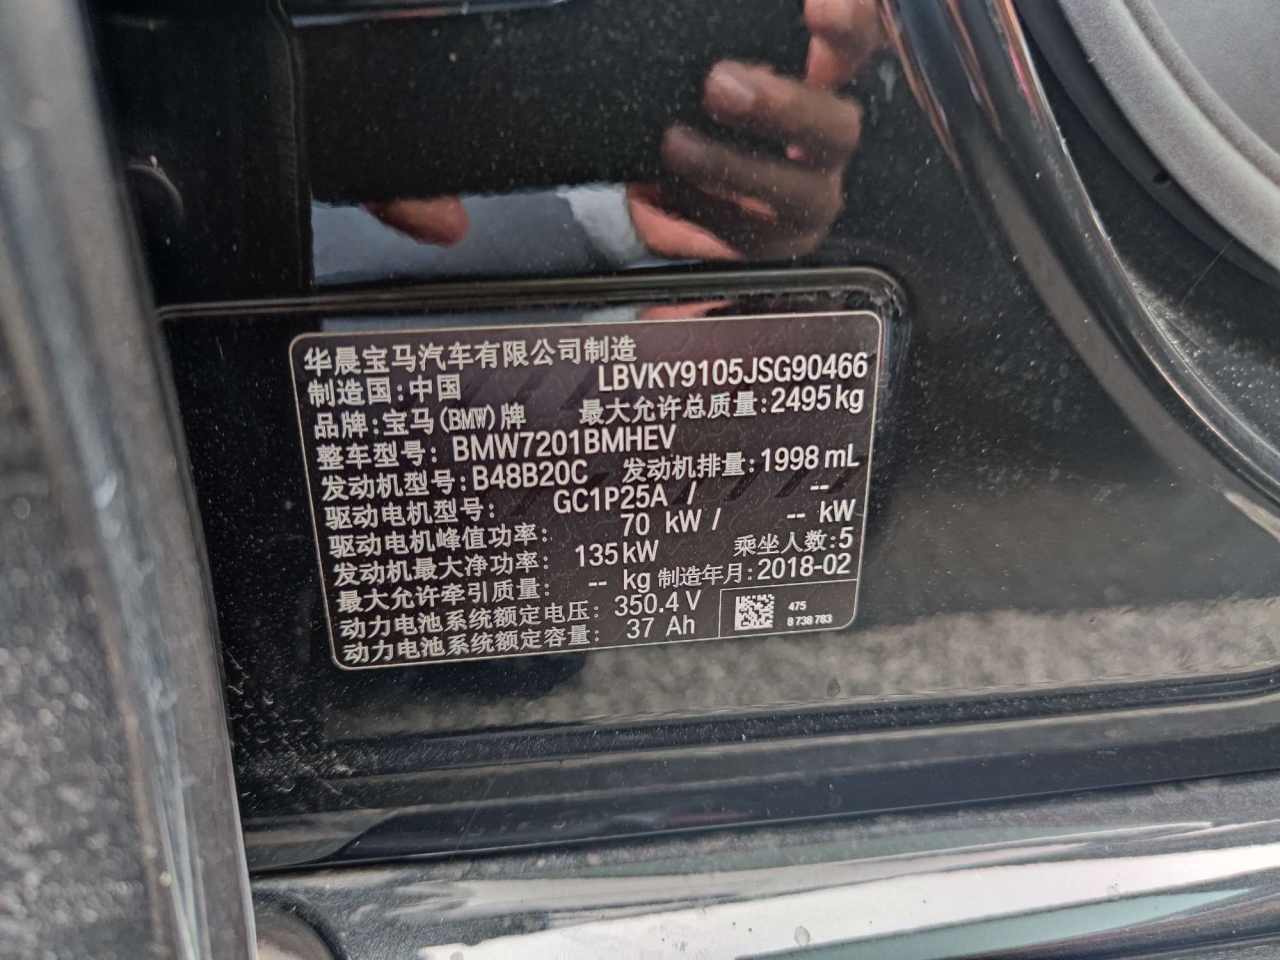 华晨宝马汽车有限公司制造
制造国:中国 LBVKY9105JSG90466
品牌:宝马(BMW)牌 最大允许总质量:2495kg
整车型号: BMW7201BMHEV
发动机型号:B48B20C 发动机排量:1998 mL
驱动电机型号: GC1P25A / --
驱动电机峰值功率: 70 kW / -- kW
发动机最大净功率: 135kW 乘坐人数:5
最大允许牵引质量: -- kg 制造年月:2018-02
动力电池系统额定电压: 350.4 V
动力电池系统额定容量: 37 Ah
475
8 738 783